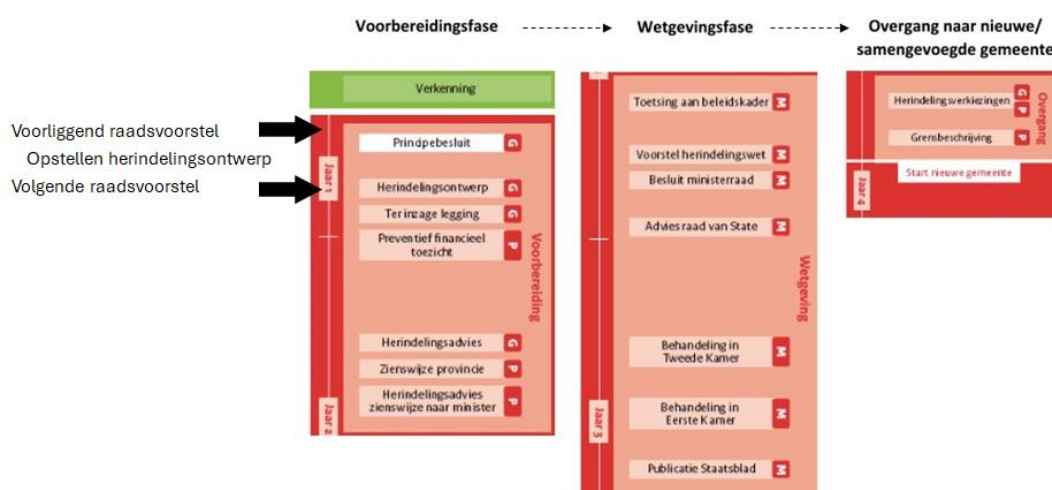 Voorbereidingsfase
Wetgevingsfase
Overgang naar nieuwe/
samengevoegde gemeente
Voorliggend raadsvoorstel
Opstellen herindelingsontwerp
Volgende raadsvoorstel
Verkenning
Jaar 1
Principebesluit G
Herindelingsontwerp G
Ter inzage legging G
Preventief financieel
toezicht P
Voorbereiding
Herindelingsadvies G
Zienswijze provincie P
Herindelingsadvies
zienswijze naar minister P
Jaar 2
Toetsing aan beleidskader M
Voorstel herindelingswet M
Besluit ministerraad M
Advies raad van State M
Wetgeving
Behandeling in
Tweede Kamer M
Jaar 3
Behandeling in
Eerste Kamer M
Publicatie Staatsblad M
Herindelingsverkiezingen G P
Grensbeschrijving P
Overgang
Start nieuwe gemeente
Jaar 4